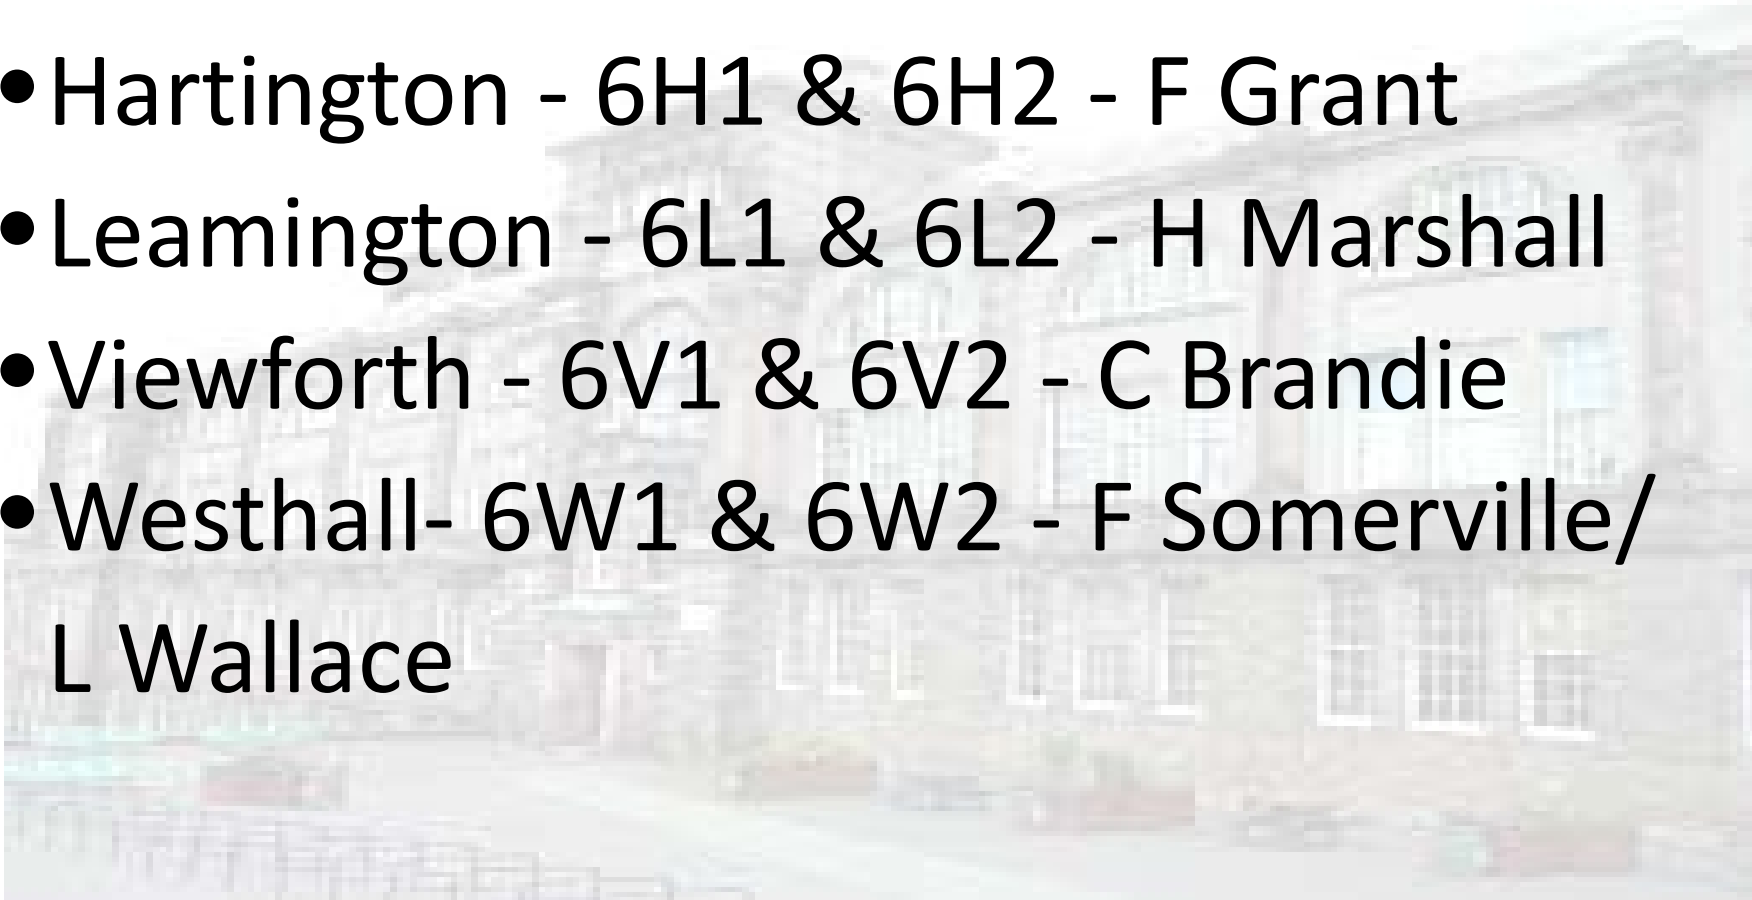 •Hartington - 6H1 & 6H2 - F Grant
•Leamington - 6L1 & 6L2 - H Marshall
•Viewforth - 6V1 & 6V2 - C Brandie
•Westhall- 6W1 & 6W2 - F Somerville/
L Wallace